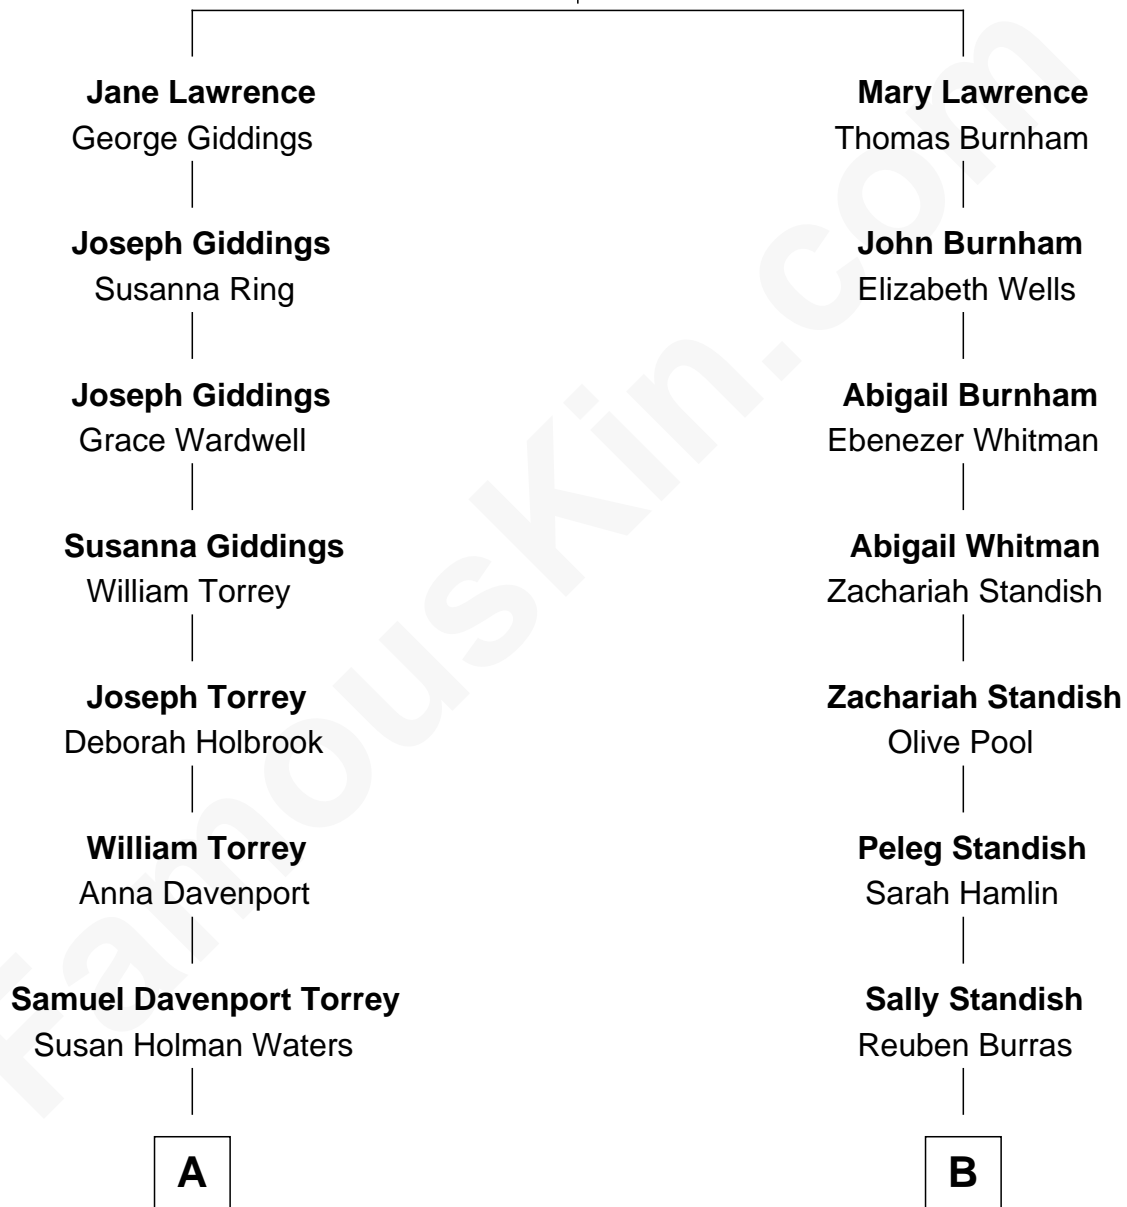 Jane Lawrence
George Giddings
Joseph Giddings
Susanna Ring
Joseph Giddings
Grace Wardwell
Susanna Giddings
William Torrey
Joseph Torrey
Deborah Holbrook
William Torrey
Anna Davenport
Samuel Davenport Torrey
Susan Holman Waters
A
Mary Lawrence
Thomas Burnham
John Burnham
Elizabeth Wells
Abigail Burnham
Ebenezer Whitman
Abigail Whitman
Zachariah Standish
Zachariah Standish
Olive Pool
Peleg Standish
Sarah Hamlin
Sally Standish
Reuben Burras
B
FamousKin.com